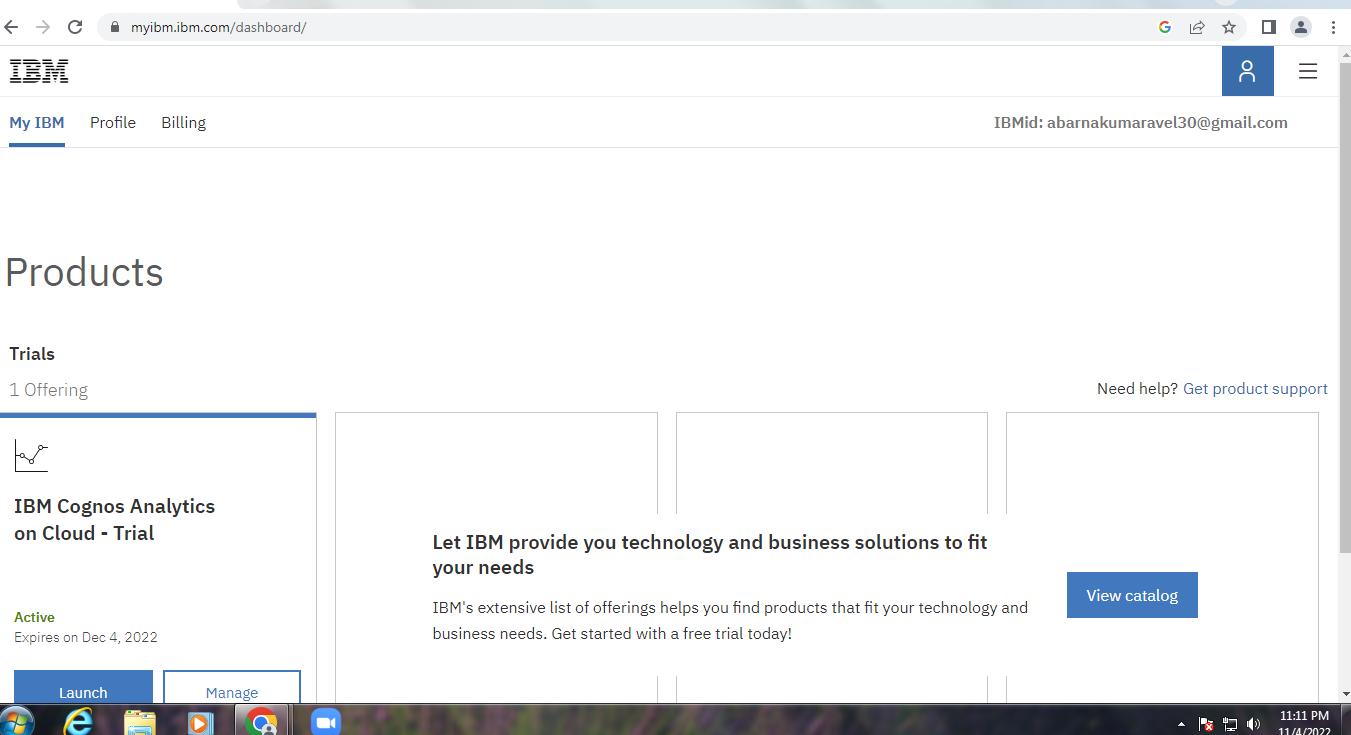 myibm.ibm.com/dashboard/
IBM
My IBM Profile Billing IBMid: abarnakumaravel30@gmail.com
Products
Trials
1 Offering
Need help? Get product support
IBM Cognos Analytics
on Cloud - Trial
Active
Expires on Dec 4, 2022
Launch Manage
Let IBM provide you technology and business solutions to fit
your needs
IBM's extensive list of offerings helps you find products that fit your technology and
business needs. Get started with a free trial today!
View catalog
11:11 PM
11/4/2022